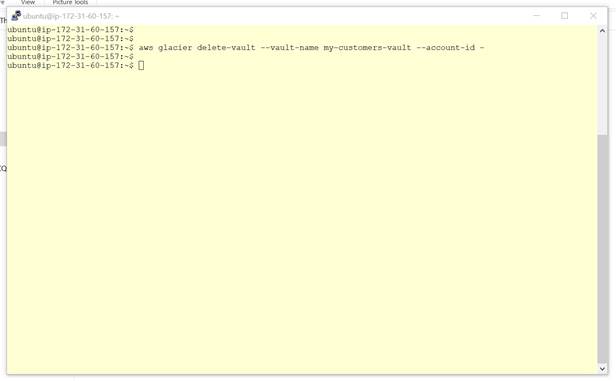 View Picture Tools
ubuntu@ip-172-31-60-157: ~
ubuntu@ip-172-31-60-157:~$
ubuntu@ip-172-31-60-157:~$
ubuntu@ip-172-31-60-157:~$ aws glacier delete-vault --vault-name my-customers-vault --account-id -
ubuntu@ip-172-31-60-157:~$
ubuntu@ip-172-31-60-157:~$